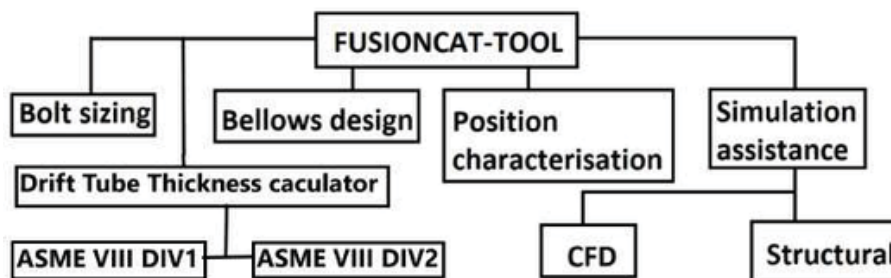 FUSIONCAT-TOOL
Bolt sizing
Bellows design
Position
characterisation
Simulation
assistance
Drift Tube Thickness caculator
ASME VIII DIV1
ASME VIII DIV2
CFD
Structural